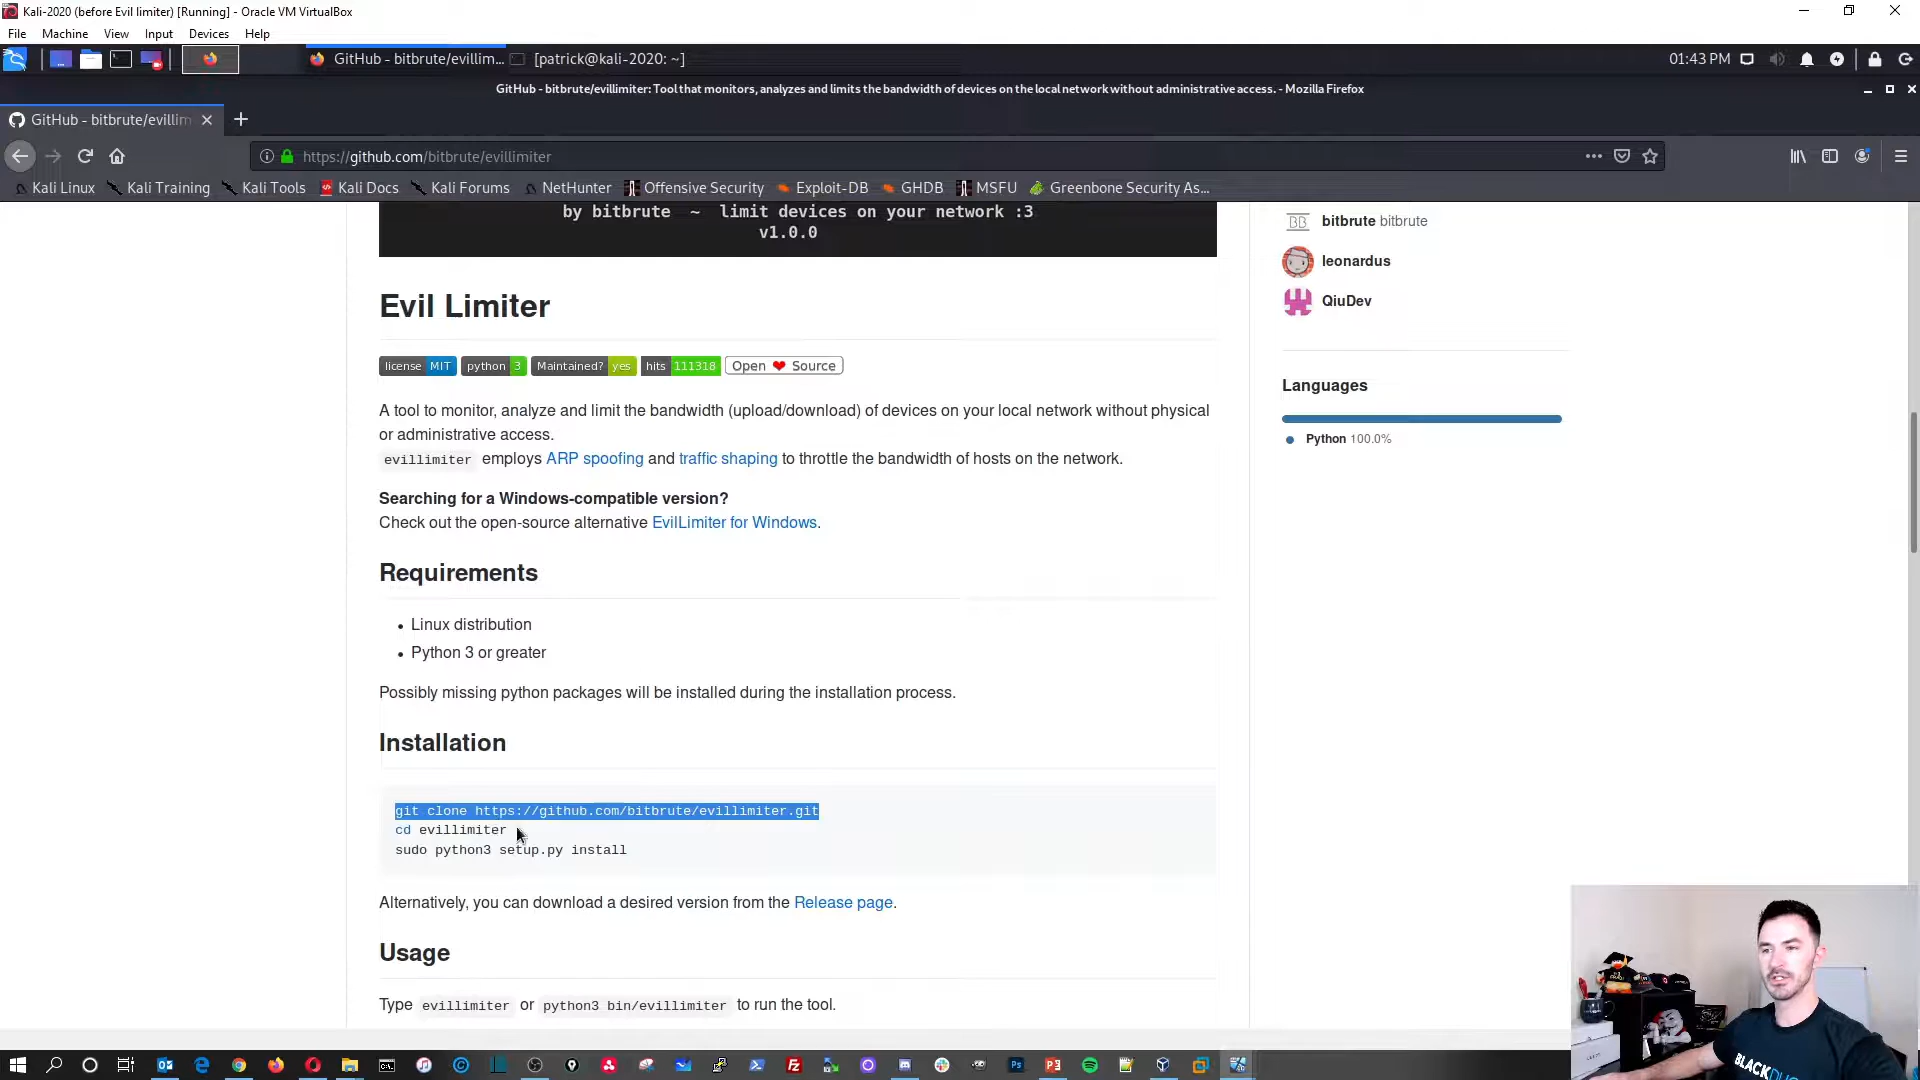 Kali-2020 (before Evil limiter) [Running] - Oracle VM VirtualBox
File Machine View Input Devices Help
GitHub - bitbrute/evillim... [patrick@kali-2020: ~] 01:43 PM
GitHub - bitbrute/evillimiter: Tool that monitors, analyzes and limits the bandwidth of devices on the local network without administrative access. - Mozilla Firefox
GitHub - bitbrute/evillim
https://github.com/bitbrute/evillimiter
Kali Linux Kali Training Kali Tools Kali Docs Kali Forums NetHunter Offensive Security Exploit-DB GHDB MSFU Greenbone Security As...
by bitbrute ~ limit devices on your network :3
v1.0.0
BB bitbrute bitbrute
leonardus
QiuDev
Languages
Python 100.0%
Evil Limiter
license MIT python 3 Maintained? yes hits 111318 Open ❤ Source
A tool to monitor, analyze and limit the bandwidth (upload/download) of devices on your local network without physical
or administrative access.
evillimiter employs ARP spoofing and traffic shaping to throttle the bandwidth of hosts on the network.
Searching for a Windows-compatible version?
Check out the open-source alternative EvilLimiter for Windows.
Requirements
• Linux distribution
• Python 3 or greater
Possibly missing python packages will be installed during the installation process.
Installation
git clone https://github.com/bitbrute/evillimiter.git
cd evillimiter
sudo python3 setup.py install
Alternatively, you can download a desired version from the Release page.
Usage
Type evillimiter or python3 bin/evillimiter to run the tool.